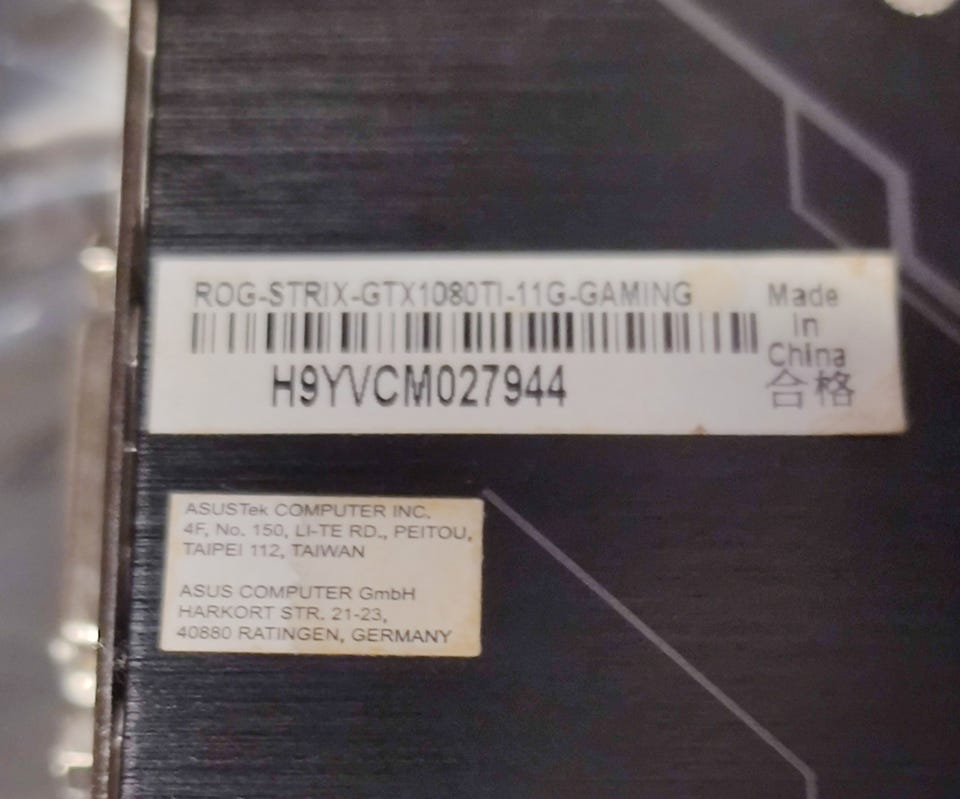 ROG-STRIX-GTX1080TI-11G-GAMING
H9YVCM027944
Made
in
China
合格
ASUSTek COMPUTER INC.
4F, No. 150, LI-TE RD., PEITOU,
TAIPEI 112, TAIWAN
ASUS COMPUTER GmbH
HARKORT STR. 21-23,
40880 RATINGEN, GERMANY